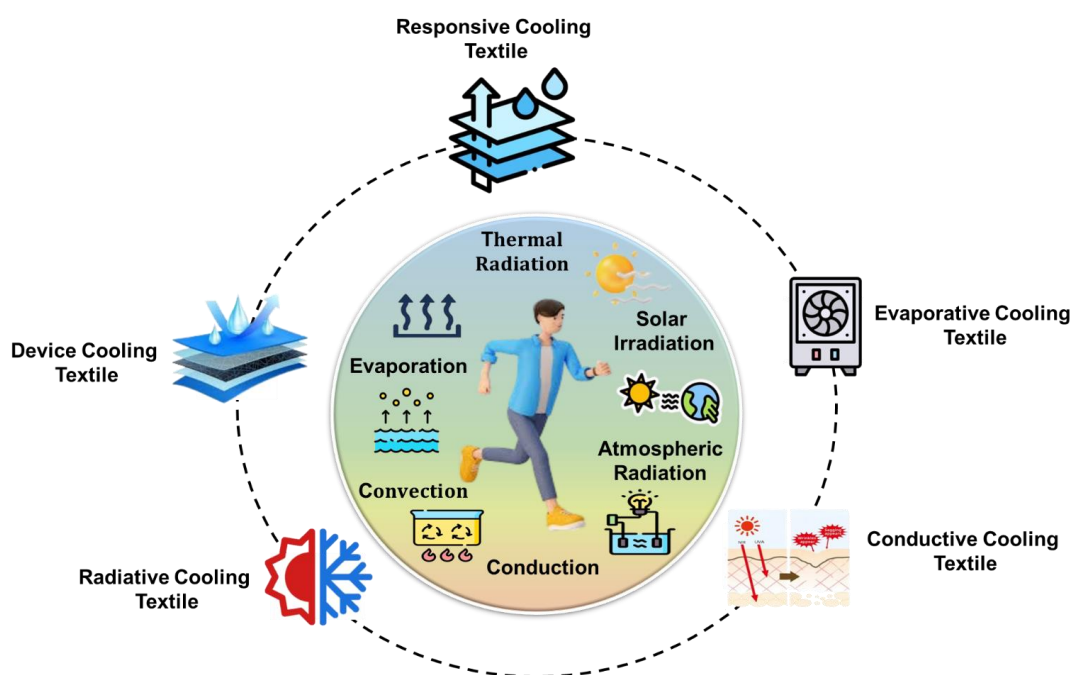 Responsive Cooling
Textile
Thermal
Radiation
Solar
Irradiation
Evaporation
Evaporative Cooling
Textile
Device Cooling
Textile
Atmospheric
Radiation
Convection
Conduction
Conductive Cooling
Textile
Radiative Cooling
Textile